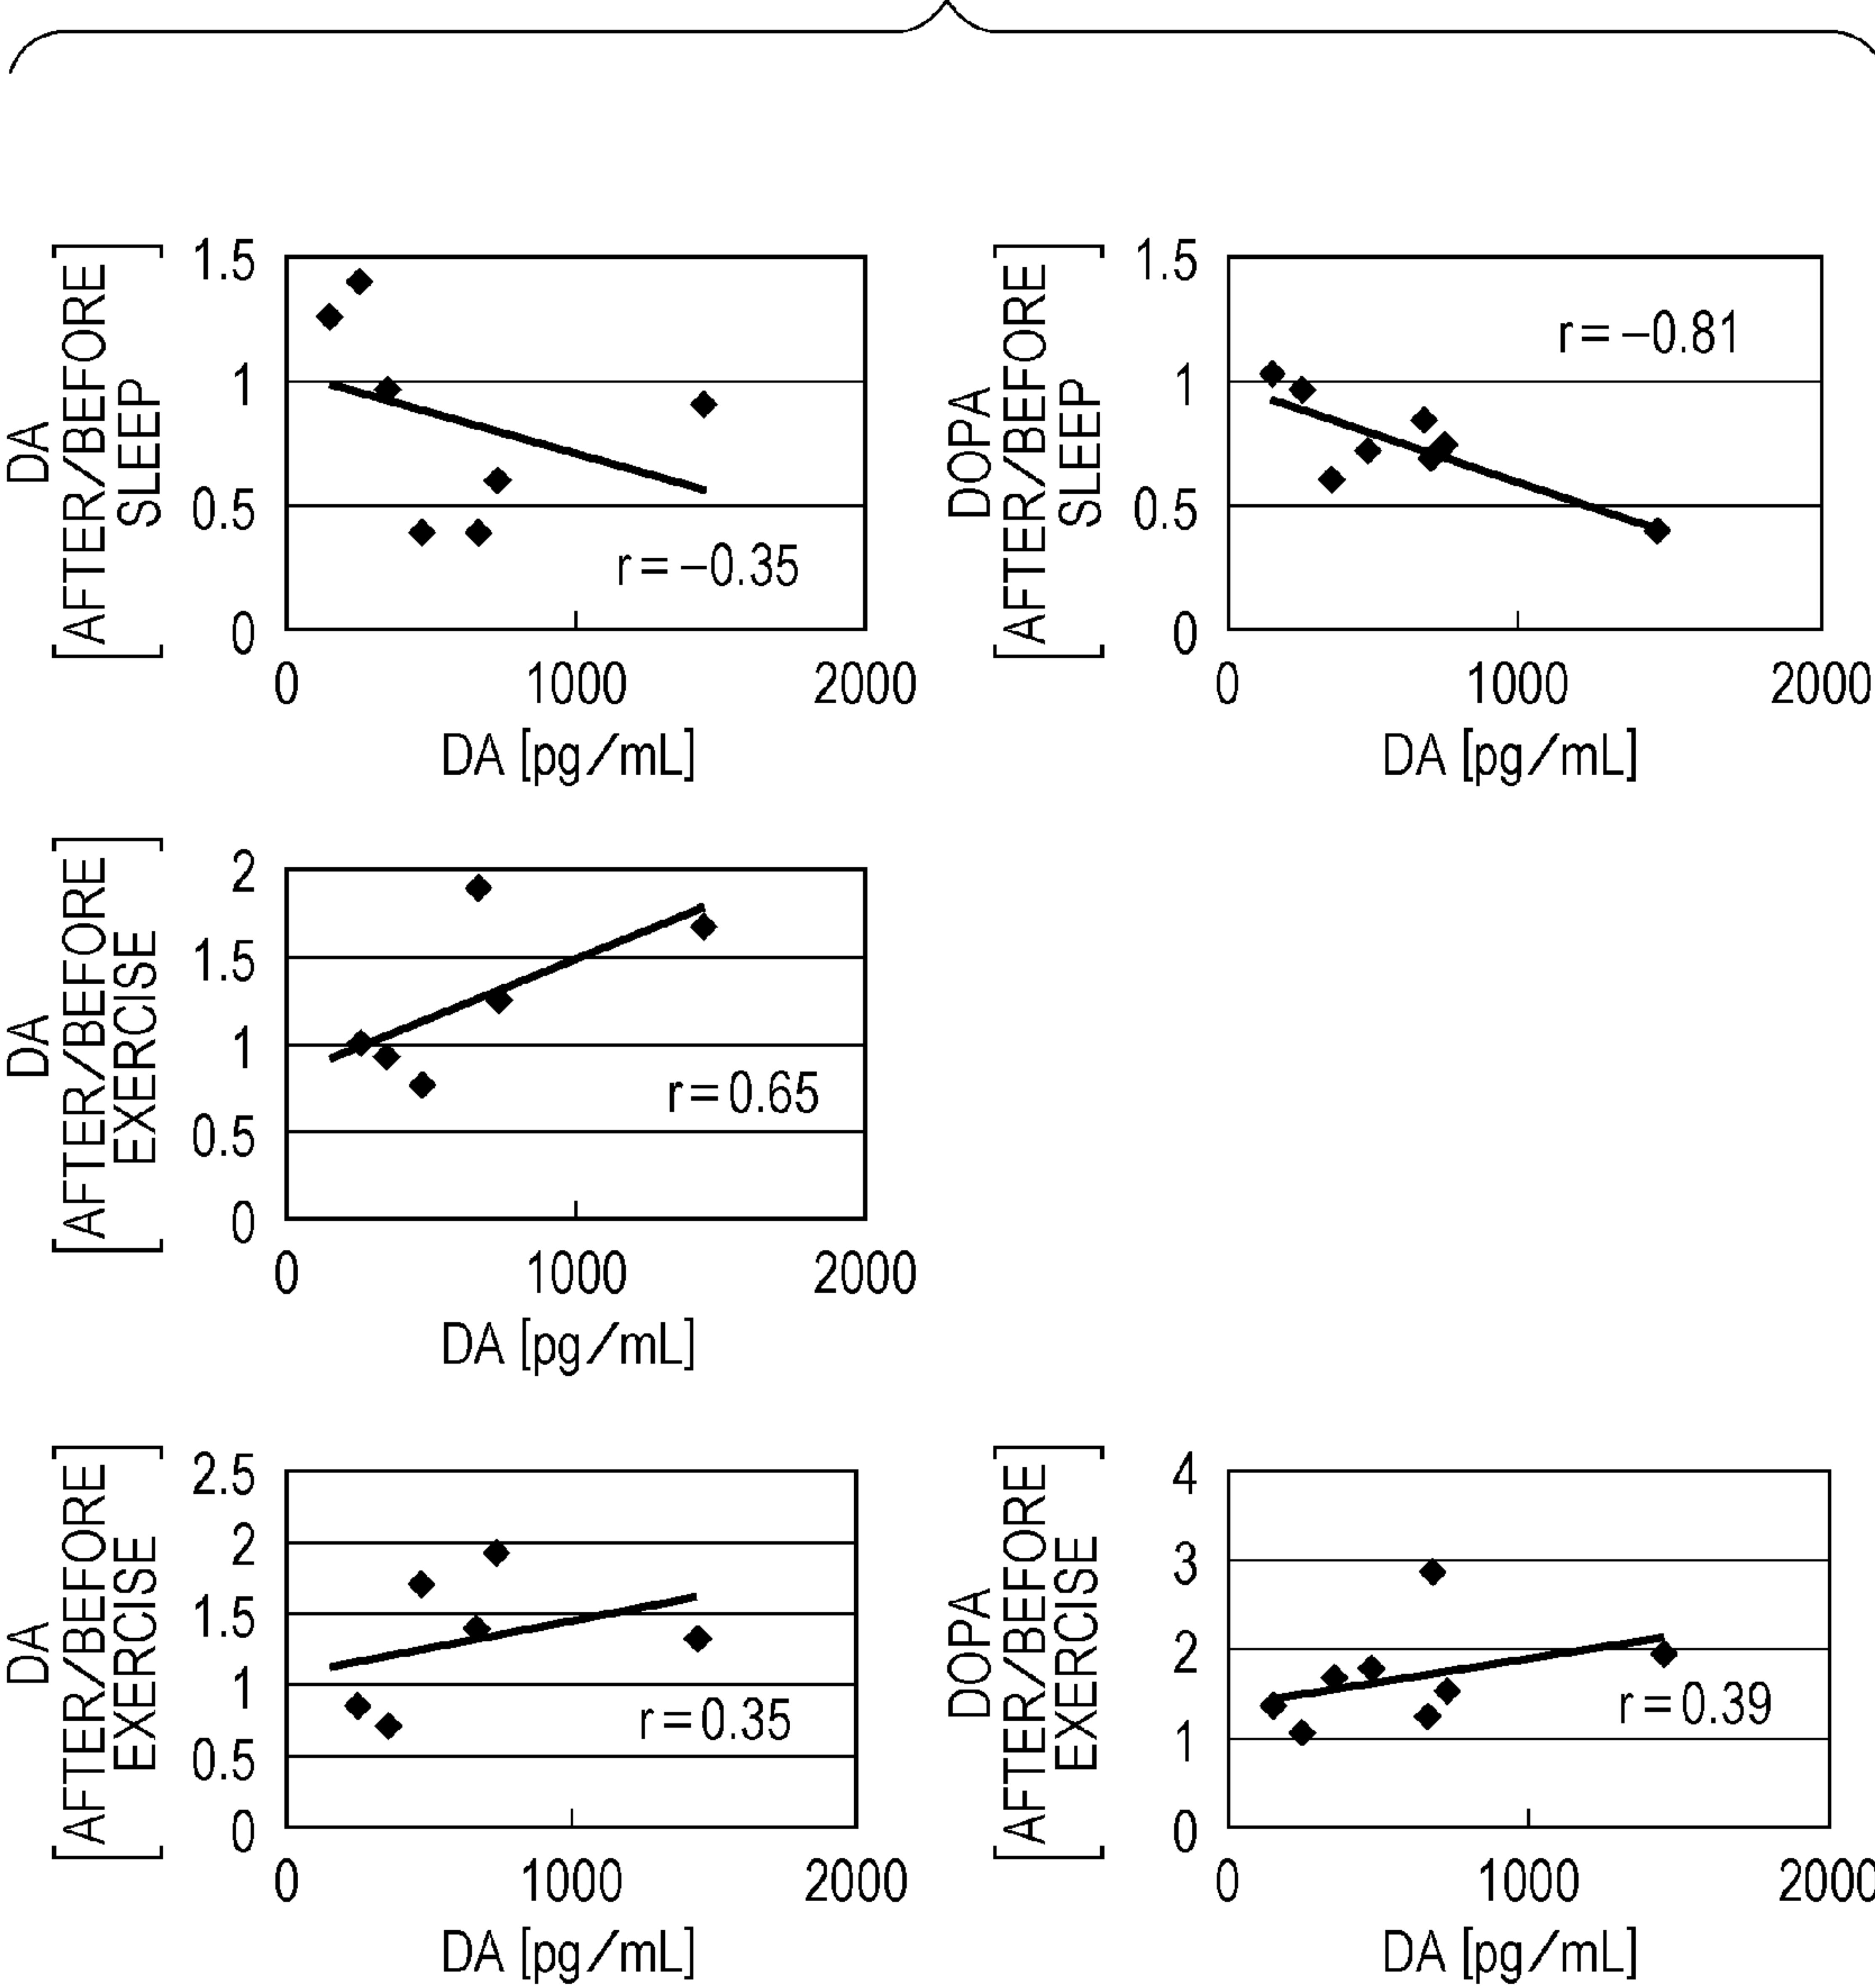 DA
[AFTER/BEFORE
SLEEP]
1.5
1
0.5
0
r=−0.35
0 1000 2000
DA [pg/mL]
DOPA
[AFTER/BEFORE
SLEEP]
1.5
1
0.5
0
r=−0.81
0 1000 2000
DA [pg/mL]
DA
[AFTER/BEFORE
EXERCISE]
2
1.5
1
0.5
0
r=0.65
0 1000 2000
DA [pg/mL]
DA
[AFTER/BEFORE
EXERCISE]
2.5
2
1.5
1
0.5
0
r=0.35
0 1000 2000
DA [pg/mL]
DOPA
[AFTER/BEFORE
EXERCISE]
4
3
2
1
0
r=0.39
0 1000 2000
DA [pg/mL]